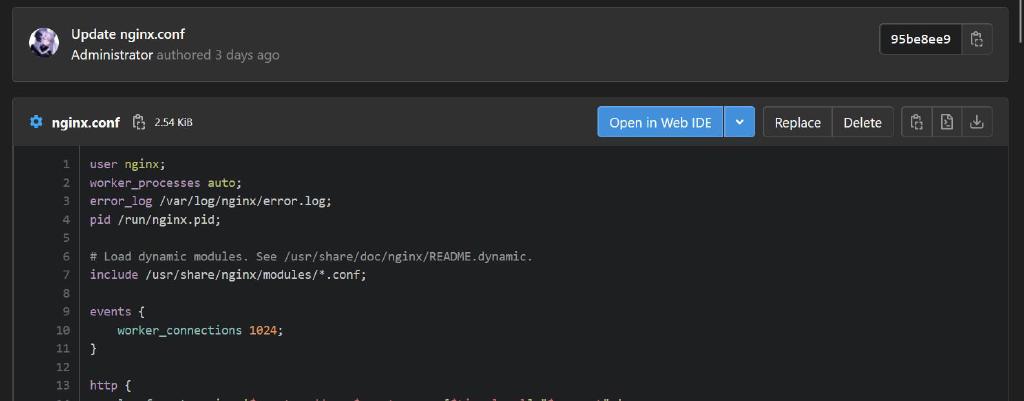 Update nginx.conf
Administrator authored 3 days ago
95be8ee9
nginx.conf 2.54 KiB
Open in Web IDE Replace Delete
1 user nginx;
2 worker_processes auto;
3 error_log /var/log/nginx/error.log;
4 pid /run/nginx.pid;
5
6 # Load dynamic modules. See /usr/share/doc/nginx/README.dynamic.
7 include /usr/share/nginx/modules/*.conf;
8
9 events {
10 worker_connections 1024;
11 }
12
13 http {